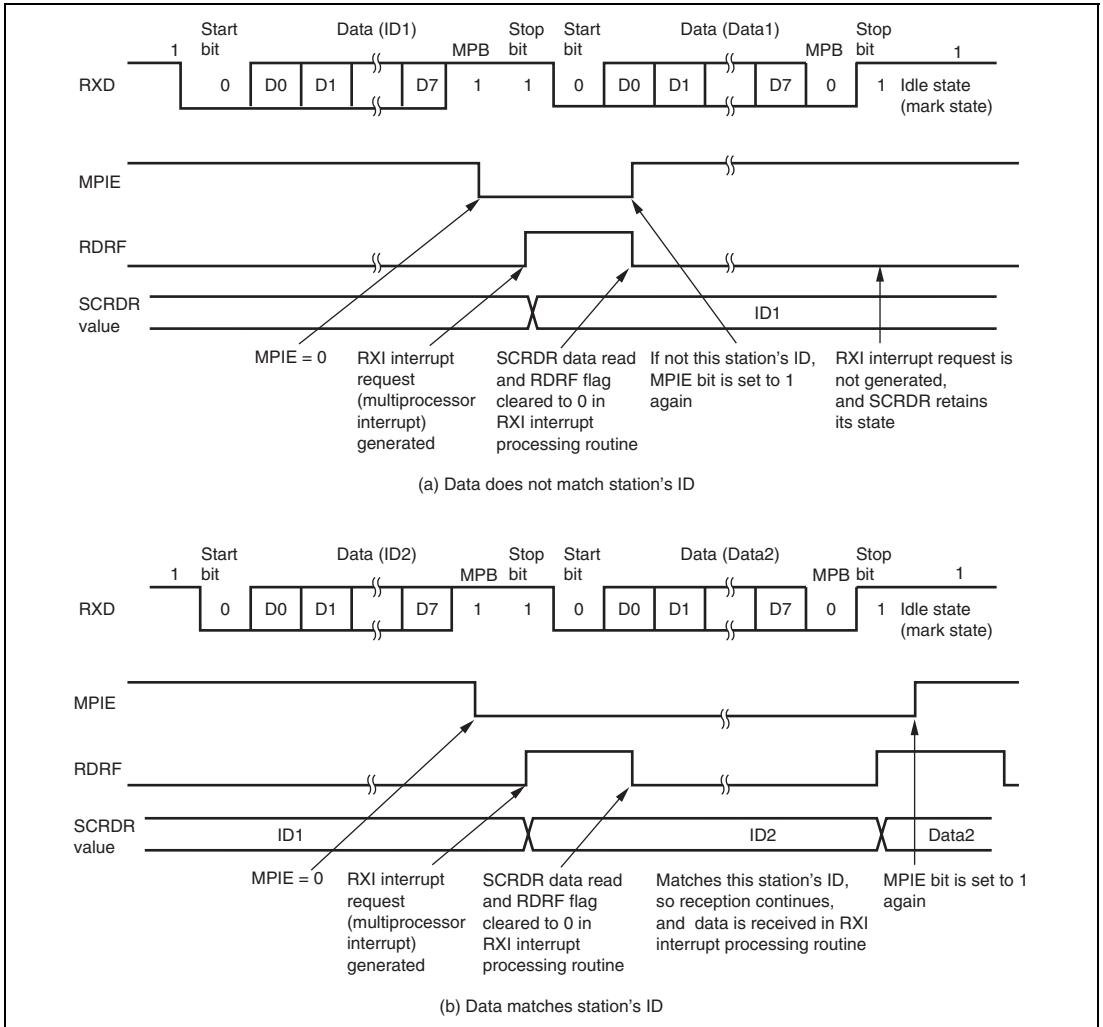 Start bit Data (ID1) Stop bit Start bit Data (Data1) Stop bit
1 MPB MPB 1
RXD 0 D0 D1 D7 1 1 0 D0 D1 D7 0 1 Idle state (mark state)
MPIE
RDRF
SCRDR value ID1
MPIE = 0
RXI interrupt request (multiprocessor interrupt) generated
SCRDR data read and RDRF flag cleared to 0 in RXI interrupt processing routine
If not this station's ID, MPIE bit is set to 1 again
RXI interrupt request is not generated, and SCRDR retains its state
(a) Data does not match station's ID
Start bit Data (ID2) Stop bit Start bit Data (Data2) Stop bit
1 MPB MPB 1
RXD 0 D0 D1 D7 1 1 0 D0 D1 D7 0 1 Idle state (mark state)
MPIE
RDRF
SCRDR value ID1 ID2 Data2
MPIE = 0
RXI interrupt request (multiprocessor interrupt) generated
SCRDR data read and RDRF flag cleared to 0 in RXI interrupt processing routine
Matches this station's ID, so reception continues, and data is received in RXI interrupt processing routine
MPIE bit is set to 1 again
(b) Data matches station's ID